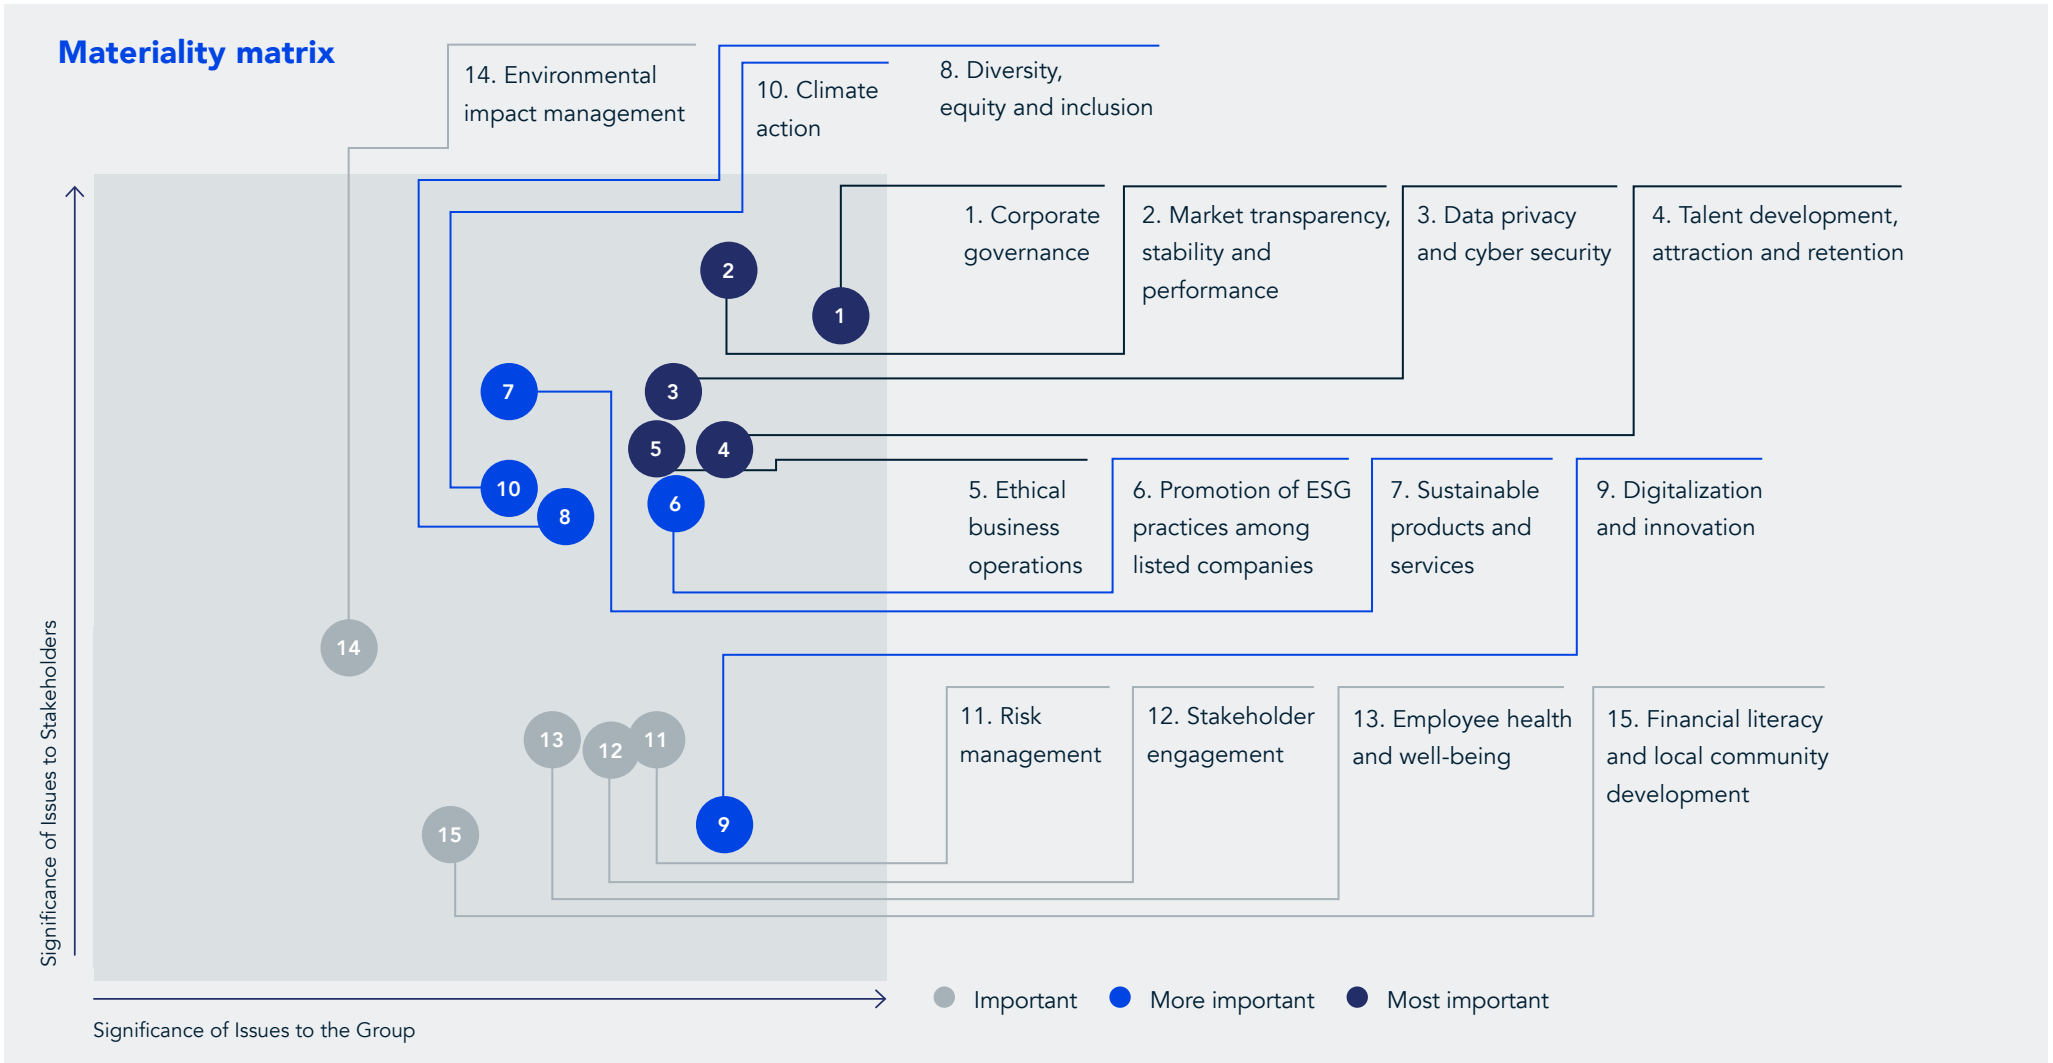 Materiality matrix
14. Environmental
impact management
10. Climate
action
8. Diversity,
equity and inclusion
1. Corporate
governance
2. Market transparency,
stability and
performance
3. Data privacy
and cyber security
4. Talent development,
attraction and retention
2
1
7
3
5
4
10
8
6
5. Ethical
business
operations
6. Promotion of ESG
practices among
listed companies
7. Sustainable
products and
services
9. Digitalization
and innovation
14
13
12
11
15
9
11. Risk
management
12. Stakeholder
engagement
13. Employee health
and well-being
15. Financial literacy
and local community
development
Significance of Issues to Stakeholders
Significance of Issues to the Group
Important
More important
Most important